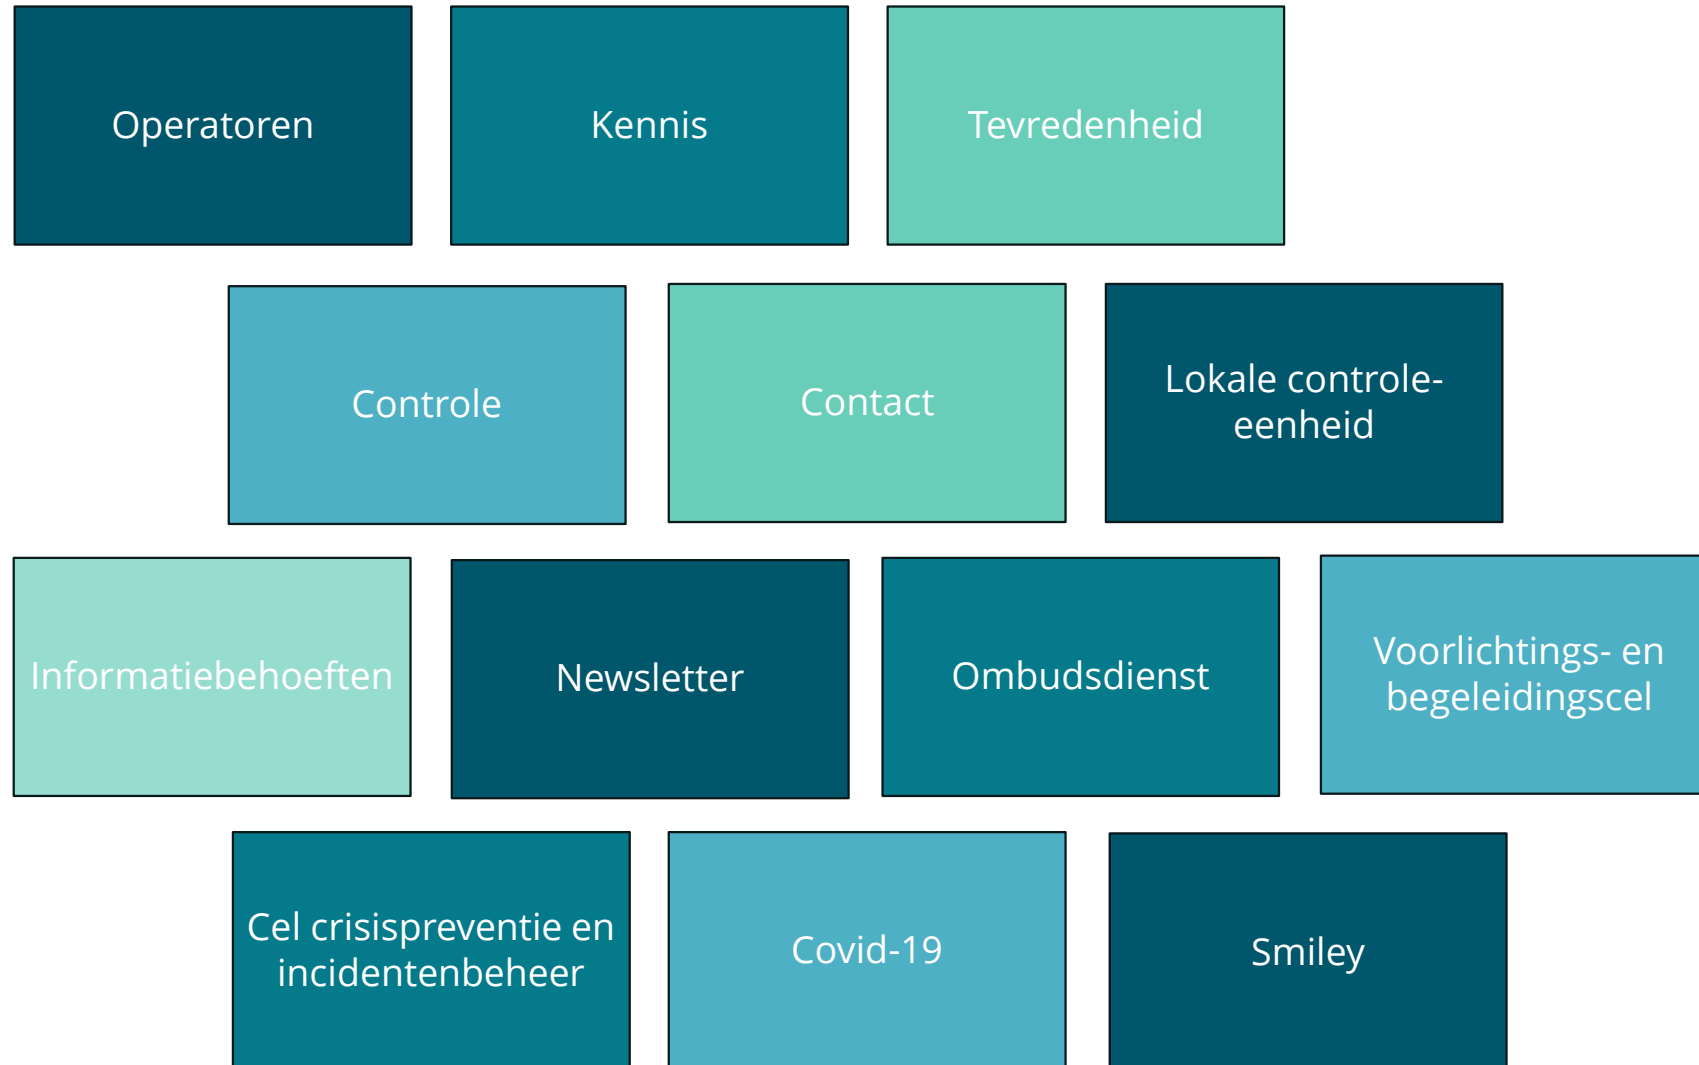 Operatoren
Kennis
Tevredenheid
Controle
Contact
Lokale controle-
eenheid
Informatiebehoeften
Newsletter
Ombudsdienst
Voorlichtings- en
begeleidingscel
Cel crisispreventie en
incidentenbeheer
Covid-19
Smiley